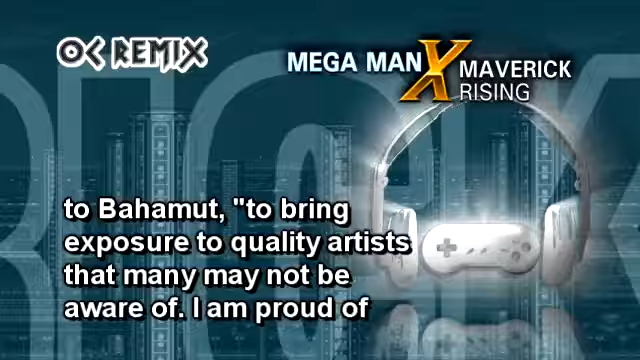 OC REMIX
MEGA MAN X MAVERICK
RISING
to Bahamut, "to bring
exposure to quality artists
that many may not be
aware of. I am proud of